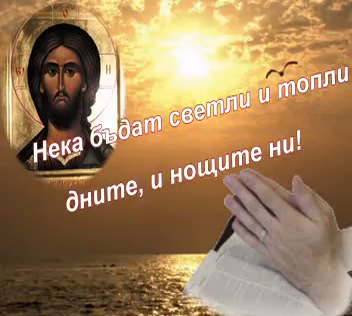 Нека бъдат светли и топли
дните, и нощите ни!